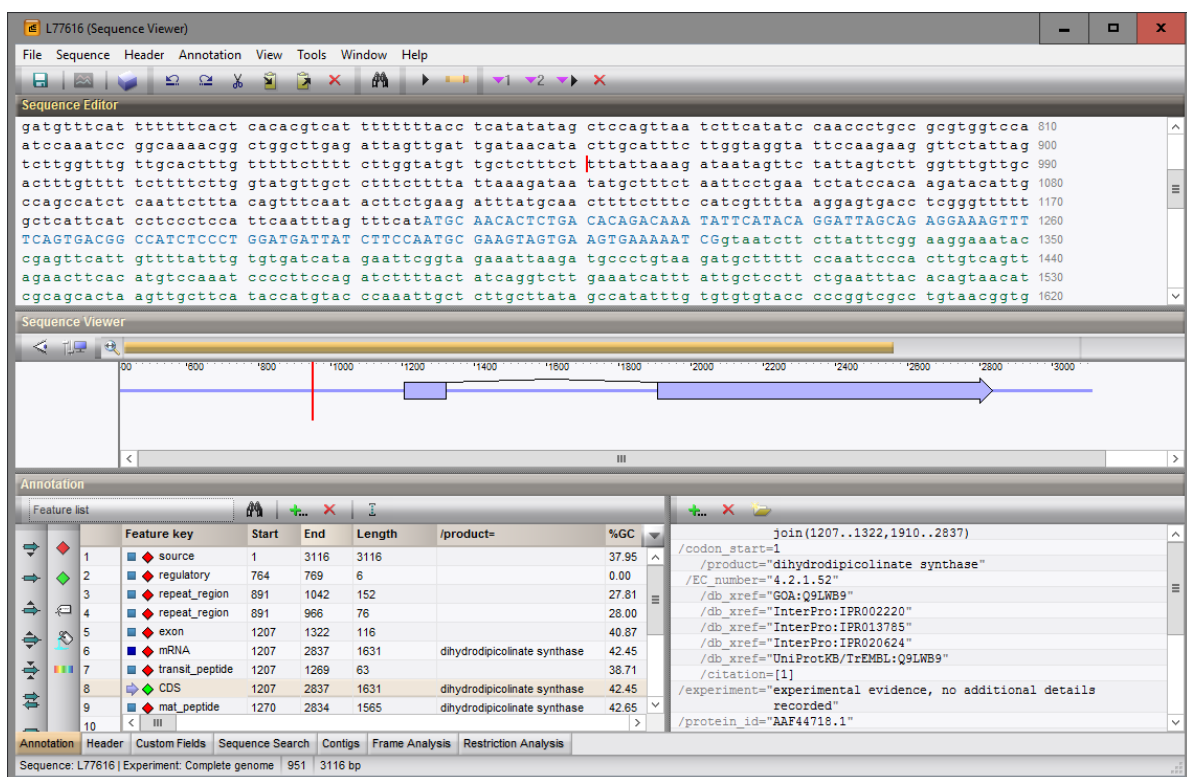 L77616 (Sequence Viewer)
File Sequence Header Annotation View Tools Window Help
1 2
Sequence Editor
gatgtttcat ttttttcact cacacgtcat tttttttacc tcatatatag ctccagttaa tcttcatatc caaccctgcc gcgtggtcca 810
atccaaatcc ggcaaaacgg ctggcttgag attagttgat tgataacata cttgcatttc ttggtaggta ttccaagaag gttctattag 900
tcttggtttg ttgcactttg tttttctttt cttggtatgt tgctctttct tttattaaag ataatagttc tattagtctt ggtttgttgc 990
actttgtttt tcttttcttg gtatgttgct ctttctttta ttaaagataa tatgctttct aattcctgaa tctatccaca agatacattg 1080
ccagccatct caattcttta cagtttcaat acttctgaag atttatgcaa cttttctttc atcgttttta aggagtgacc tcgggttttt 1170
gctcattcat cctccctcca ttcaatttag tttcatATGC AACACTCTGA CACAGACAAA TATTCATACA GGATTAGCAG AGGAAAGTTT 1260
TCAGTGACGG CCATCTCCCT GGATGATTAT CTTCCAATGC GAAGTAGTGA AGTGAAAAAT CGgtaatctt cttatttcgg aaggaaatac 1350
cgagttcatt gttttatttg tgtgatcata gaattcggta gaaattaaga tgccctgtaa gatgcttttt ccaattccca cttgtcagtt 1440
agaacttcac atgtccaaat ccccttccag atcttttact atcaggtctt gaaatcattt attgctcctt ctgaatttac acagtaacat 1530
cgcagcacta agttgcttca taccatgtac ccaaattgct cttgcttata gccatatttg tgtgtgtacc cccggtcgcc tgtaacggtg 1620
Sequence Viewer
'00 '600 '800 '1000 '1200 '1400 '1600 '1800 '2000 '2200 '2400 '2600 '2800 '3000
Annotation
Feature list
Feature key Start End Length /product= %GC
1 source 1 3116 3116 37.95
2 regulatory 764 769 6 0.00
3 repeat_region 891 1042 152 27.81
4 repeat_region 891 966 76 28.00
5 exon 1207 1322 116 40.87
6 mRNA 1207 2837 1631 dihydrodipicolinate synthase 42.45
7 transit_peptide 1207 1269 63 38.71
8 CDS 1207 2837 1631 dihydrodipicolinate synthase 42.45
9 mat_peptide 1270 2834 1565 dihydrodipicolinate synthase 42.65
10
join(1207..1322,1910..2837)
/codon_start=1
/product="dihydrodipicolinate synthase"
/EC_number="4.2.1.52"
/db_xref="GOA:Q9LWB9"
/db_xref="InterPro:IPR002220"
/db_xref="InterPro:IPR013785"
/db_xref="InterPro:IPR020624"
/db_xref="UniProtKB/TrEMBL:Q9LWB9"
/citation=[1]
/experiment="experimental evidence, no additional details
recorded"
/protein_id="AAF44718.1"
Annotation Header Custom Fields Sequence Search Contigs Frame Analysis Restriction Analysis
Sequence: L77616 | Experiment: Complete genome 951 3116 bp